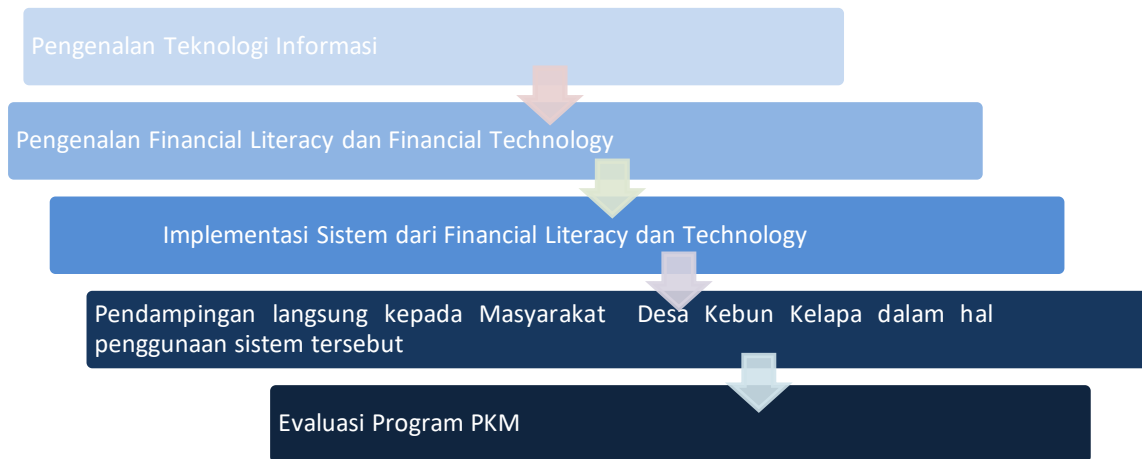 Pengenalan Teknologi Informasi
Pengenalan Financial Literacy dan Financial Technology
Implementasi Sistem dari Financial Literacy dan Technology
Pendampingan langsung kepada Masyarakat Desa Kebun Kelapa dalam hal
penggunaan sistem tersebut
Evaluasi Program PKM